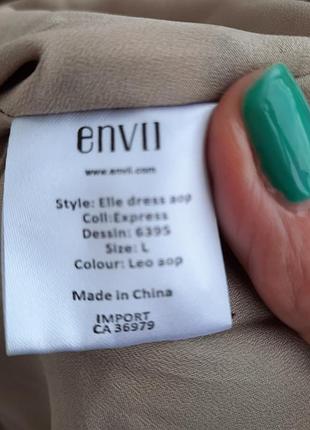 envii
www.envii.com
Style: Elle dress aop
Coll:Express
Dessin: 6395
Size: L
Colour: Leo aop
Made in China
IMPORT
CA 36979